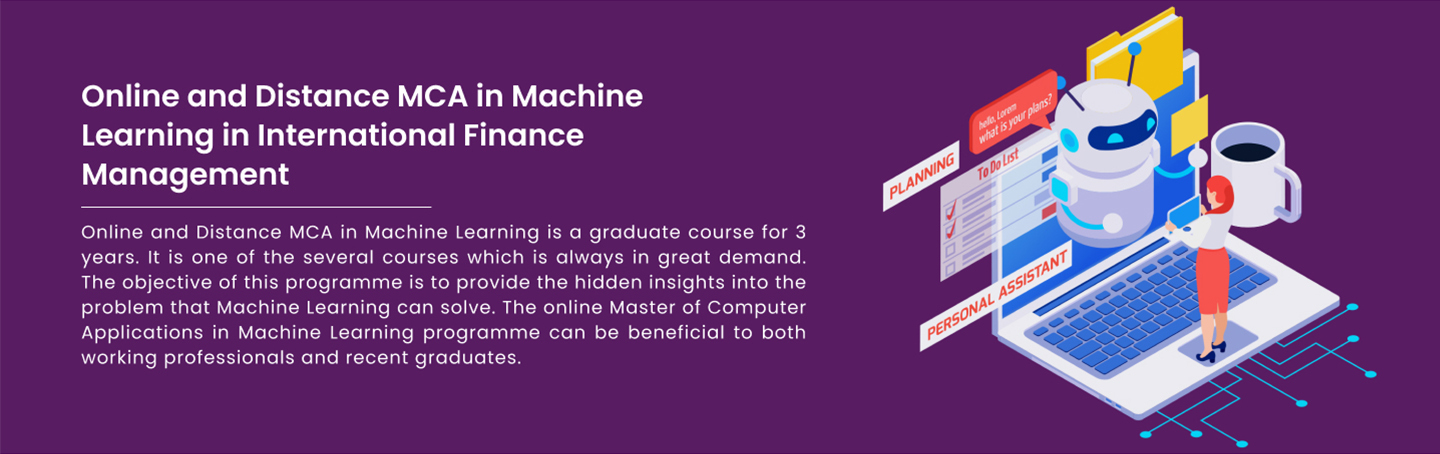 Online and Distance MCA in Machine
Learning in International Finance
Management
Online and Distance MCA in Machine Learning is a graduate course for 3
years. It is one of the several courses which is always in great demand.
The objective of this programme is to provide the hidden insights into the
problem that Machine Learning can solve. The online Master of Computer
Applications in Machine Learning programme can be beneficial to both
working professionals and recent graduates.
hello, Lorem
what is your plans?
PLANNING
To Do List
PERSONAL ASSISTANT